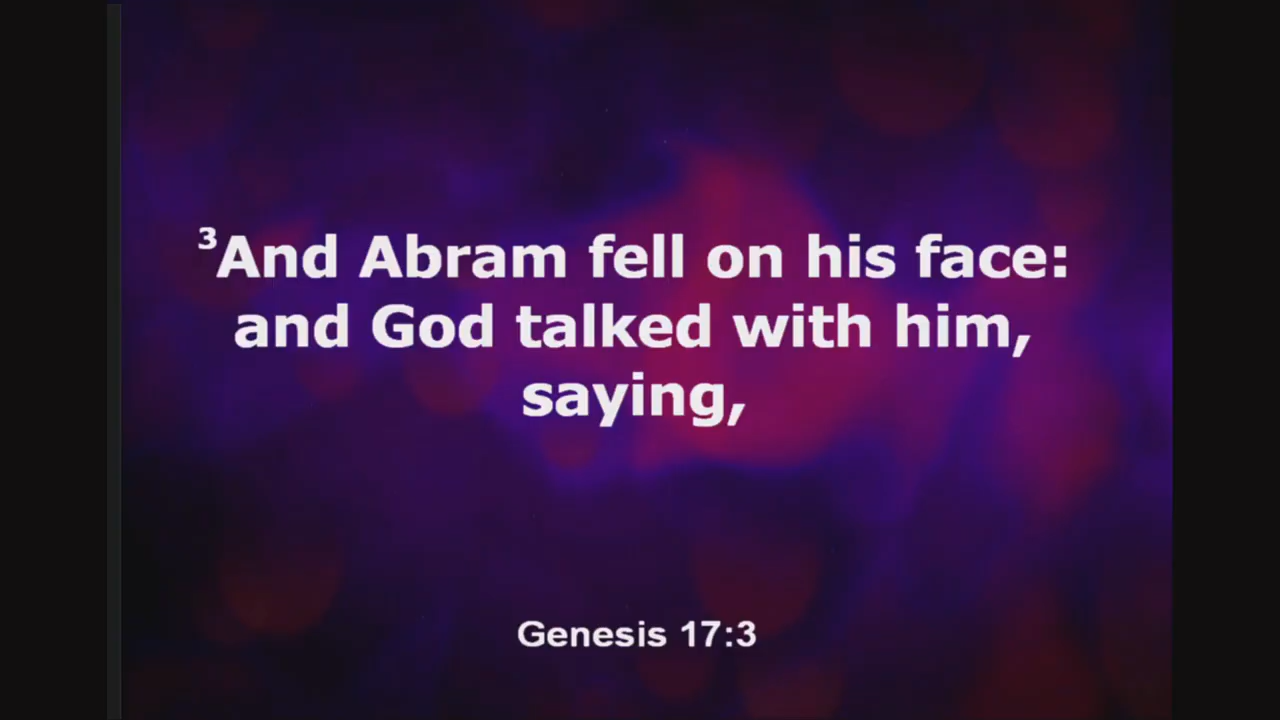 ³And Abram fell on his face:
and God talked with him,
saying,
Genesis 17:3